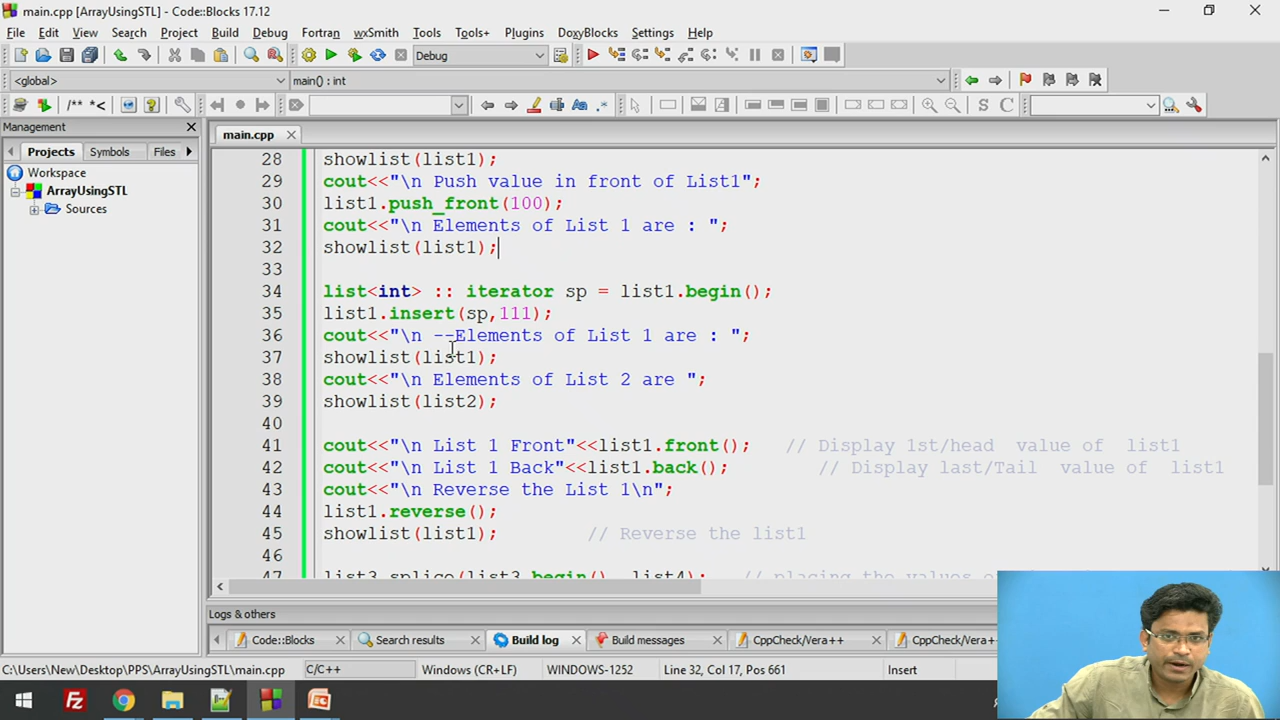 main.cpp [ArrayUsingSTL] - Code::Blocks 17.12
File Edit View Search Project Build Debug Fortran wxSmith Tools Tools+ Plugins DoxyBlocks Settings Help
Debug
<global> main() : int
/** *<
Management
main.cpp
Projects Symbols Files
Workspace
ArrayUsingSTL
Sources
28 showlist(list1);
29 cout<<"\n Push value in front of List1";
30 list1.push_front(100);
31 cout<<"\n Elements of List 1 are : ";
32 showlist(list1);
33
34 list<int> :: iterator sp = list1.begin();
35 list1.insert(sp,111);
36 cout<<"\n --Elements of List 1 are : ";
37 showlist(list1);
38 cout<<"\n Elements of List 2 are ";
39 showlist(list2);
40
41 cout<<"\n List 1 Front"<<list1.front(); // Display 1st/head value of list1
42 cout<<"\n List 1 Back"<<list1.back(); // Display last/Tail value of list1
43 cout<<"\n Reverse the List 1\n";
44 list1.reverse();
45 showlist(list1); // Reverse the list1
46
47 list3.splice(list3.begin(), list4); // placing the values of
Logs & others
Code::Blocks Search results Build log Build messages CppCheck/Vera++ CppCheck/Vera++
C:\Users\New\Desktop\PPS\ArrayUsingSTL\main.cpp C/C++ Windows (CR+LF) WINDOWS-1252 Line 32, Col 17, Pos 661 Insert